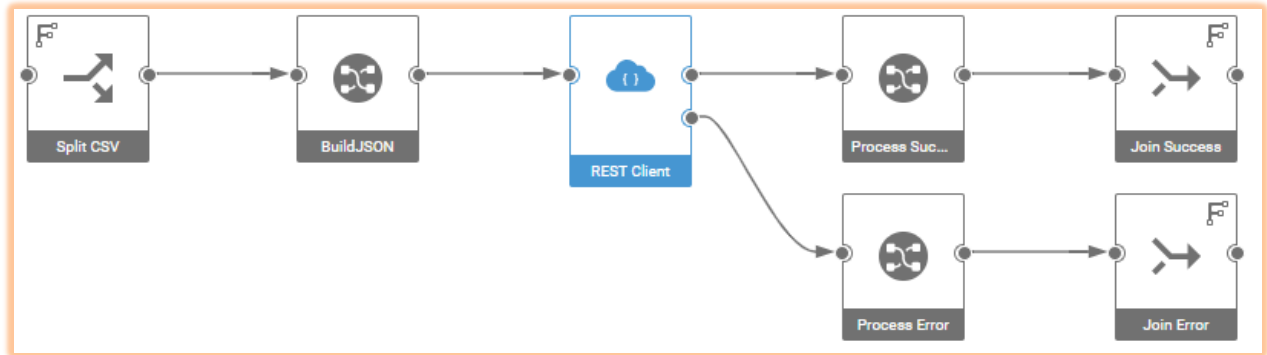 Split CSV
BuildJSON
{ }
REST Client
Process Suc...
Join Success
Process Error
Join Error